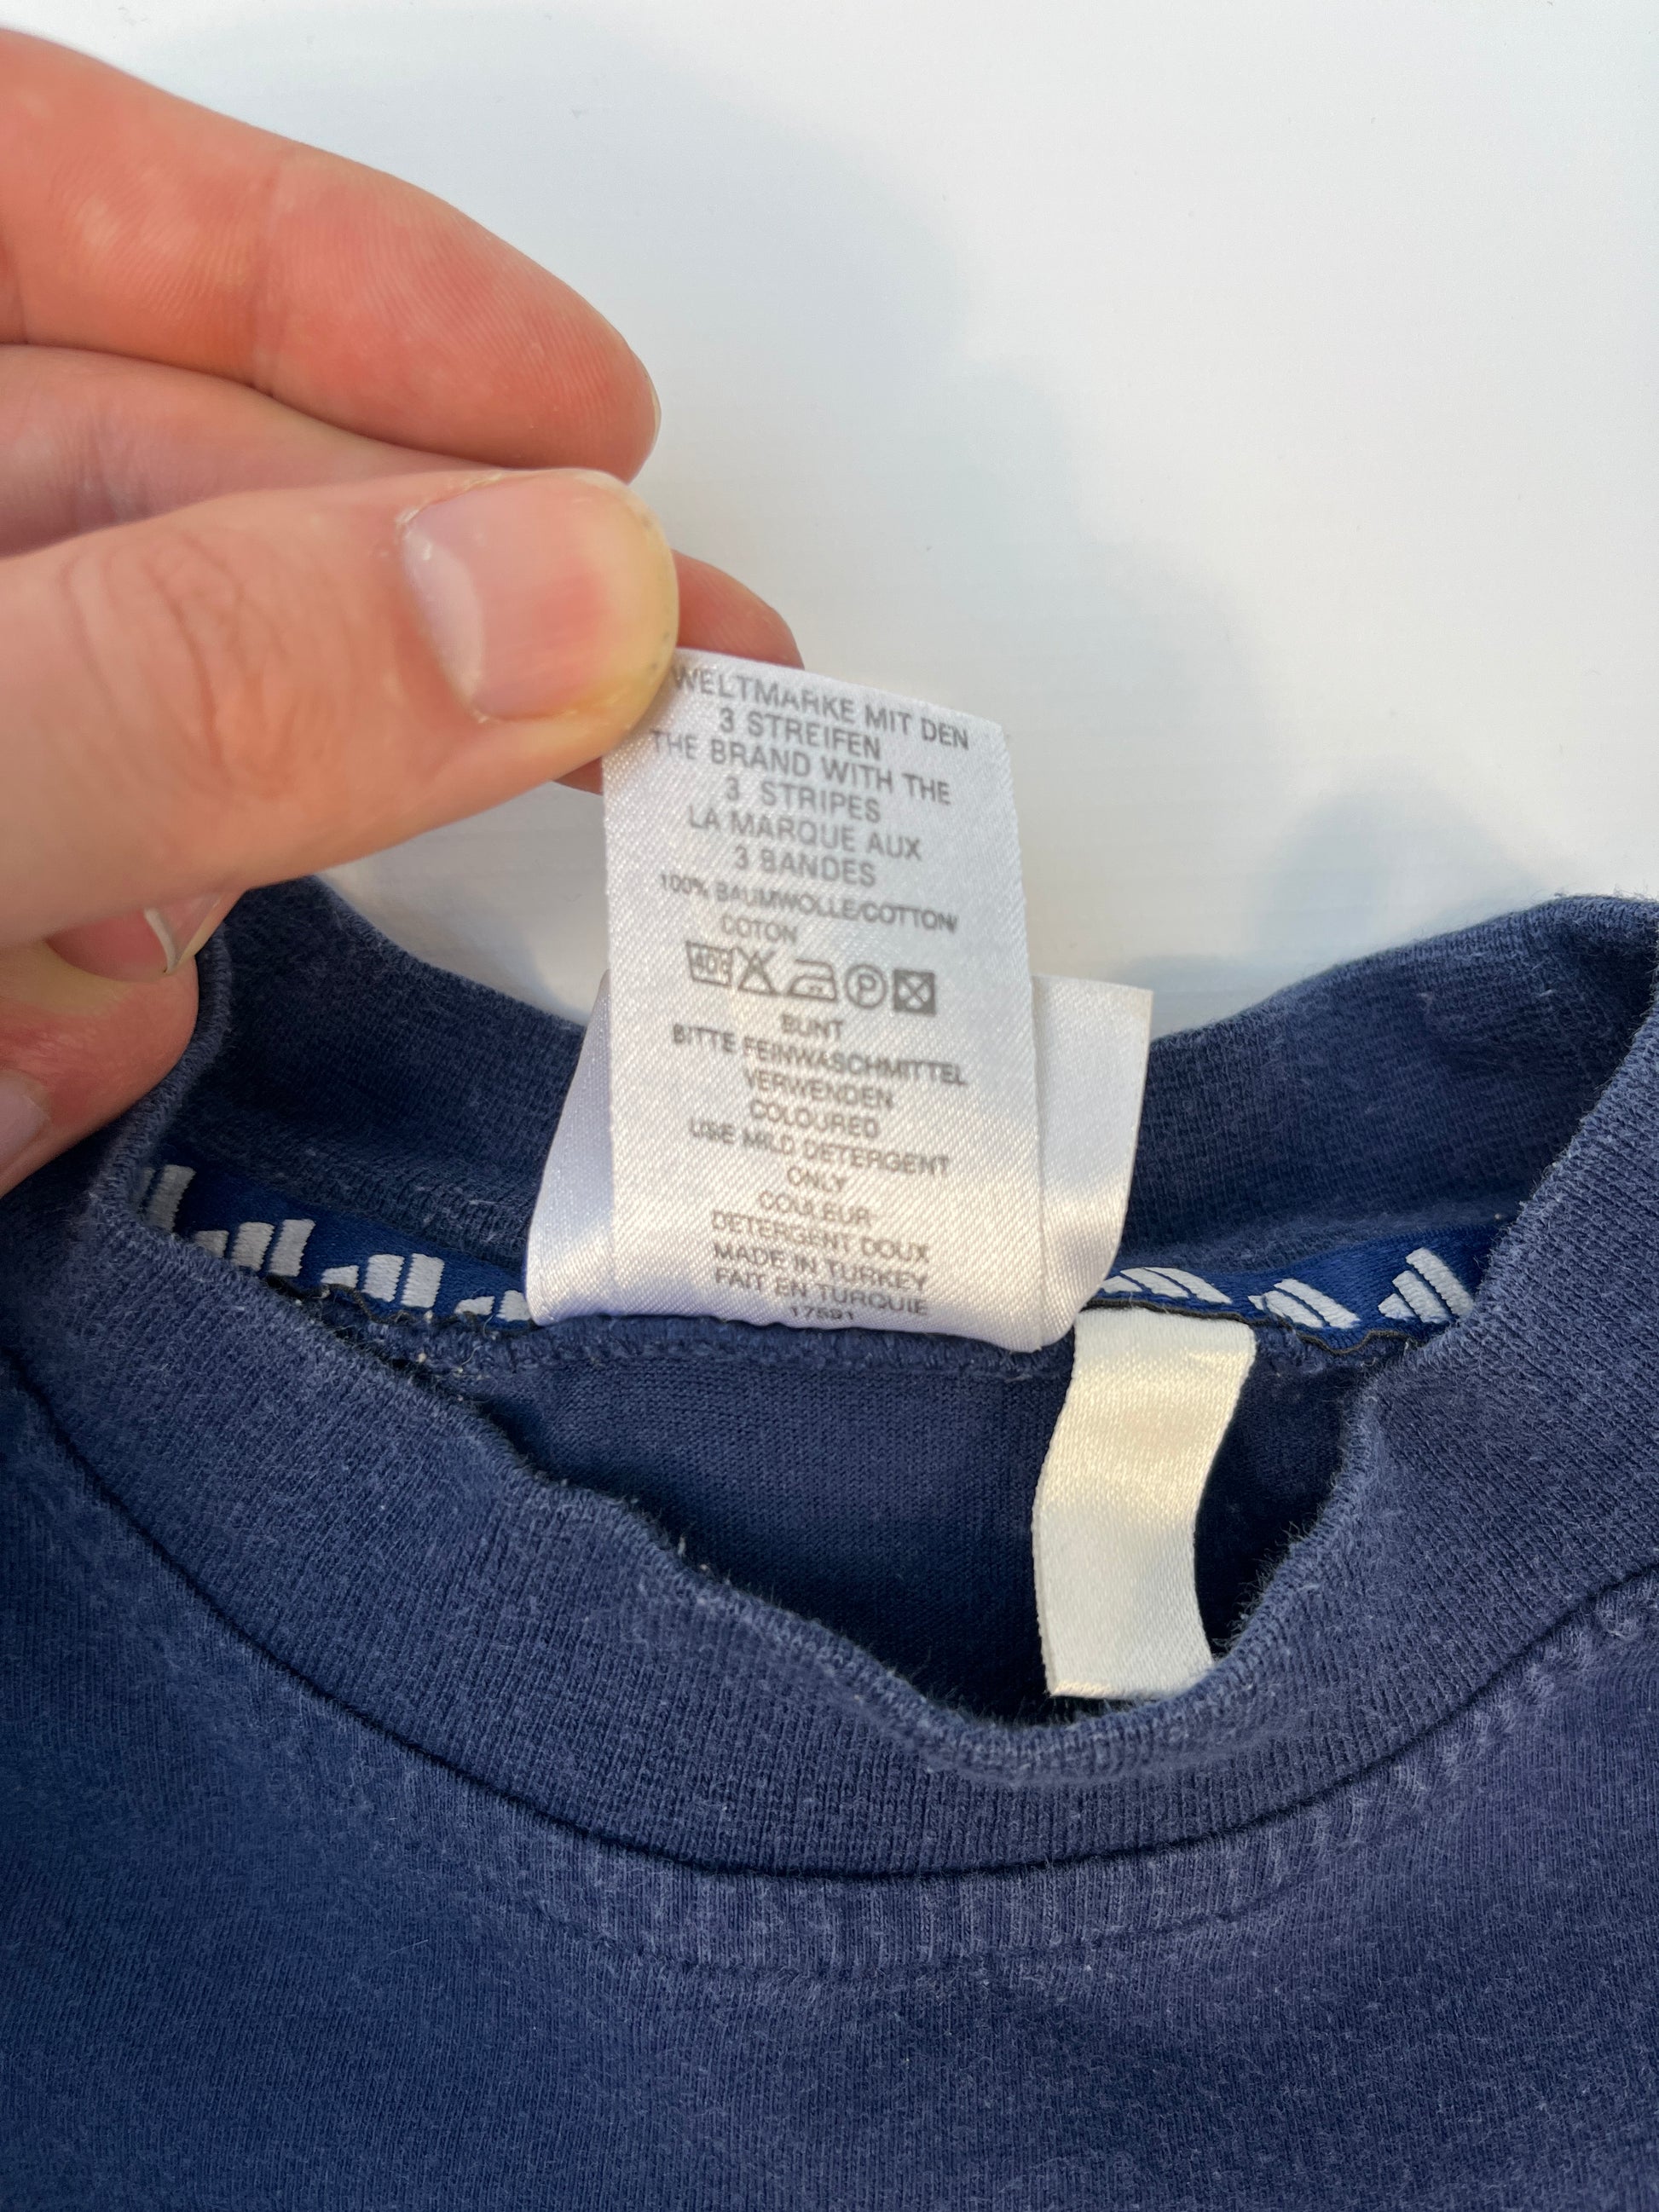 WELTMARKE MIT DEN
3 STREIFEN
THE BRAND WITH THE
3 STRIPES
LA MARQUE AUX
3 BANDES
100% BAUMWOLLE/COTTON/
COTON
40° P
BUNT
BITTE FEINWASCHMITTEL
VERWENDEN
COLOURED
USE MILD DETERGENT
ONLY
COULEUR
DETERGENT DOUX
MADE IN TURKEY
FAIT EN TURQUIE